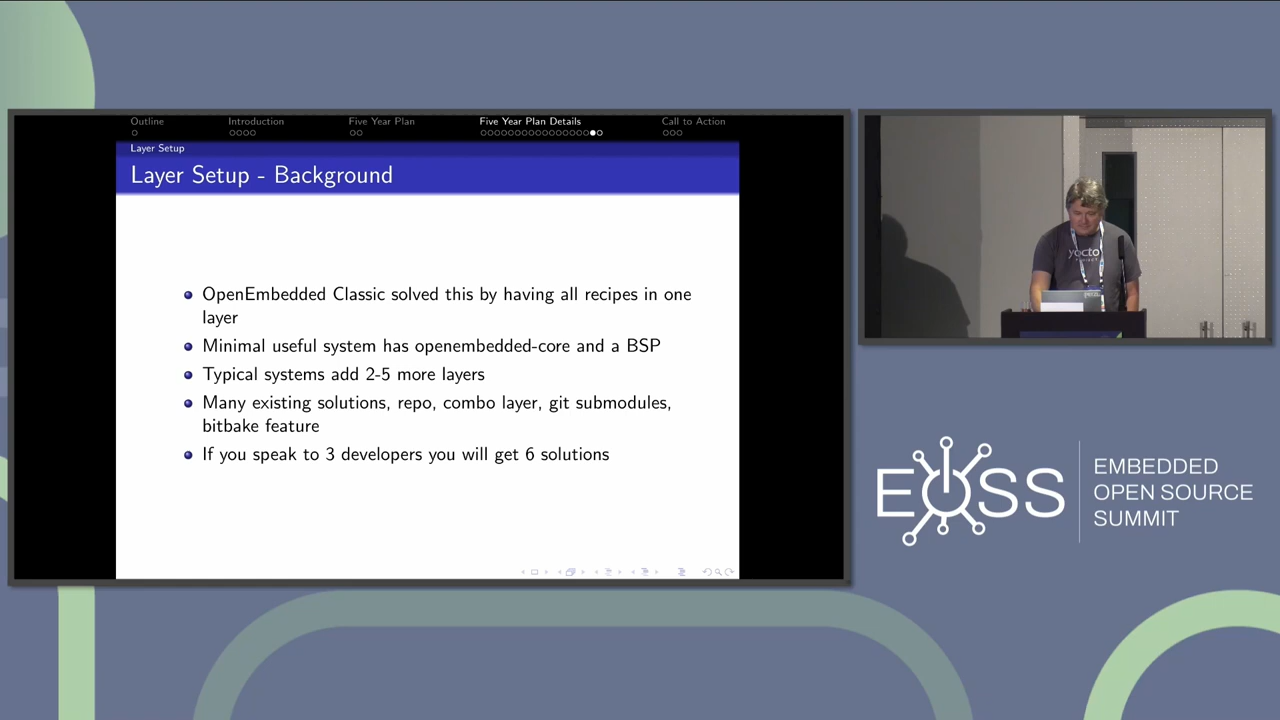 Outline
Introduction
Five Year Plan
Five Year Plan Details
Call to Action
Layer Setup
Layer Setup - Background
OpenEmbedded Classic solved this by having all recipes in one
layer
Minimal useful system has openembedded-core and a BSP
Typical systems add 2-5 more layers
Many existing solutions, repo, combo layer, git submodules,
bitbake feature
If you speak to 3 developers you will get 6 solutions
yocto
PROJECT
EOSS
EMBEDDED
OPEN SOURCE
SUMMIT